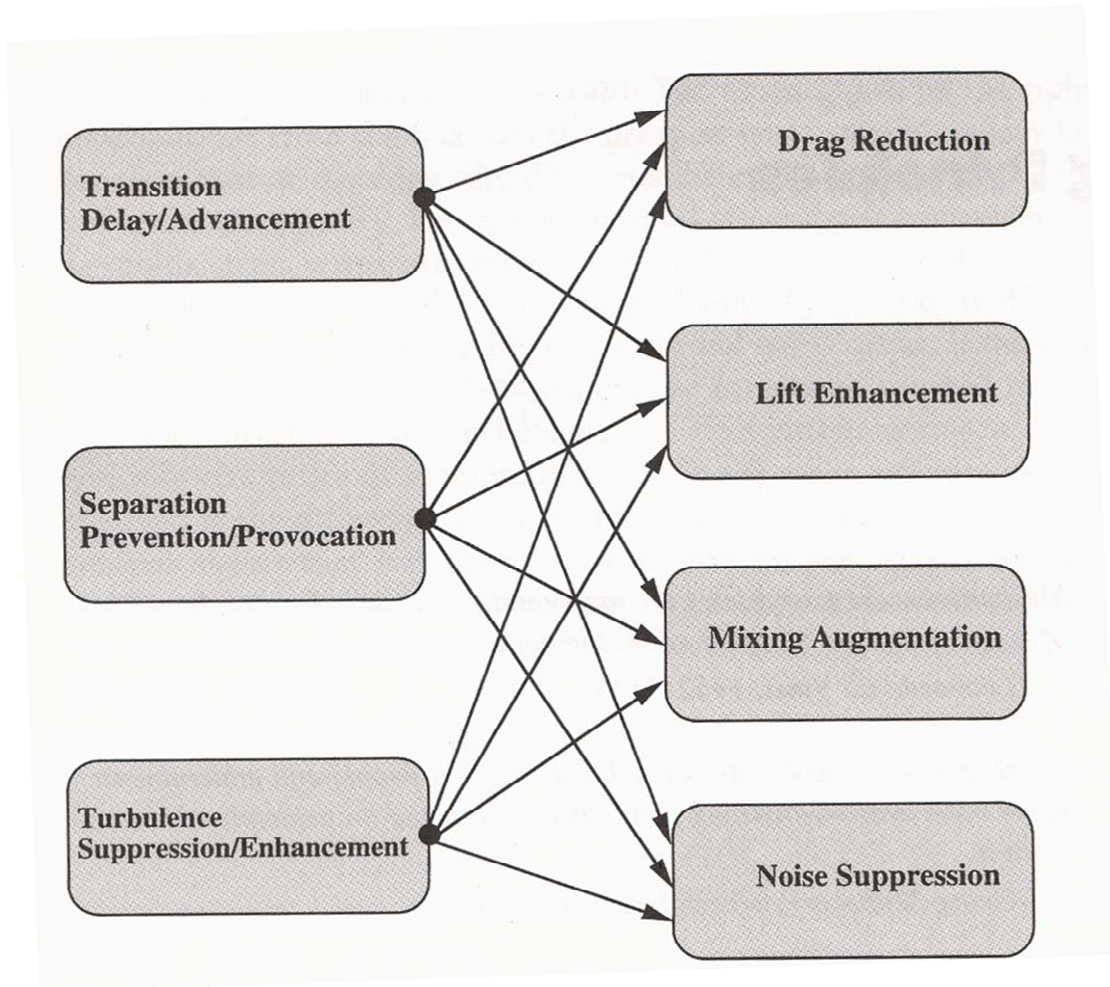 Transition
Delay/Advancement
Separation
Prevention/Provocation
Turbulence
Suppression/Enhancement
Drag Reduction
Lift Enhancement
Mixing Augmentation
Noise Suppression